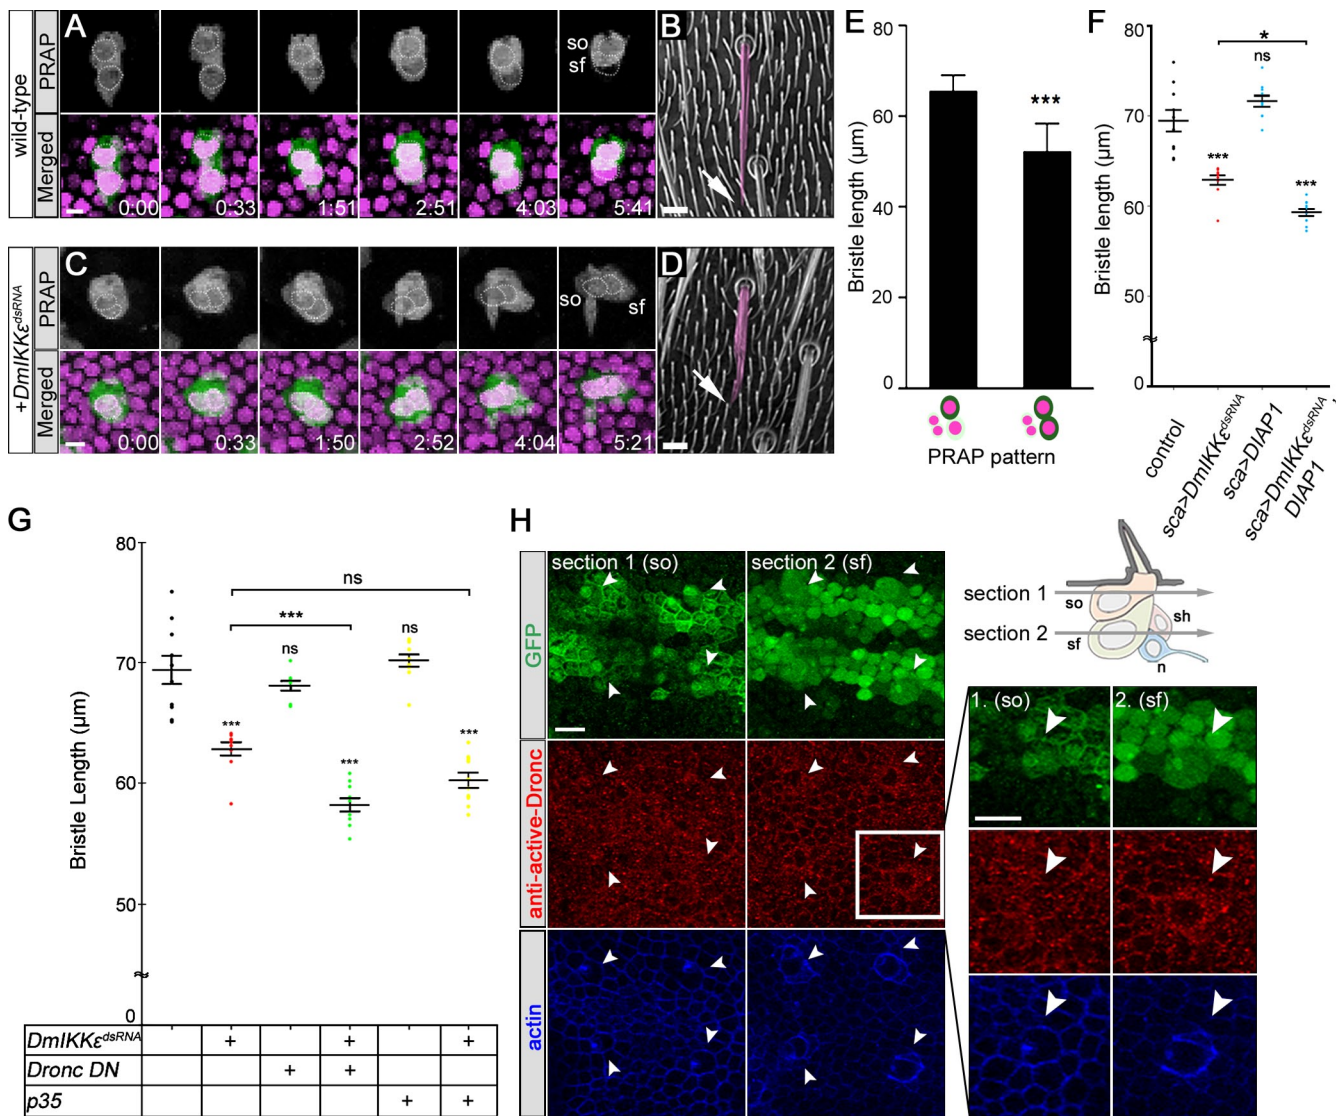 A
B
wild-type
PRAP
so
sf
Merged
0:00
0:33
1:51
2:51
4:03
5:41
C
D
+DmIKKε^dsRNA
PRAP
so
sf
Merged
0:00
0:33
1:50
2:52
4:04
5:21
E
Bristle length (μm)
80
60
40
20
0
***
PRAP pattern
F
Bristle length (μm)
80
70
60
50
0
*
ns
***
***
control
sca>DmIKKε^dsRNA
sca>DIAP1
sca>DmIKKε^dsRNA,
DIAP1
G
Bristle Length (μm)
80
70
60
50
0
ns
***
ns
ns
***
***
***
DmIKKε^dsRNA + + +
Dronc DN + +
p35 + +
H
section 1 (so)
section 2 (sf)
GFP
anti-active-Dronc
actin
section 1
section 2
so
sf
sh
n
1. (so)
2. (sf)